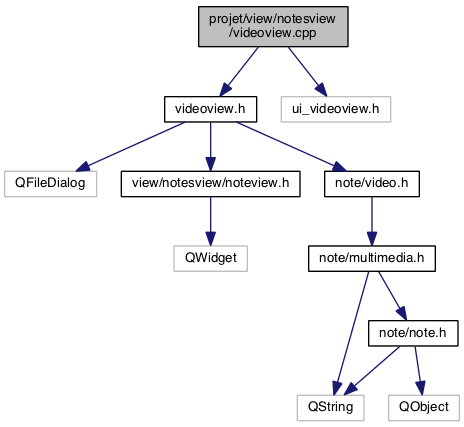 projet/view/notesview
/videoview.cpp
videoview.h
ui_videoview.h
QFileDialog
view/notesview/noteview.h
note/video.h
QWidget
note/multimedia.h
note/note.h
QString
QObject